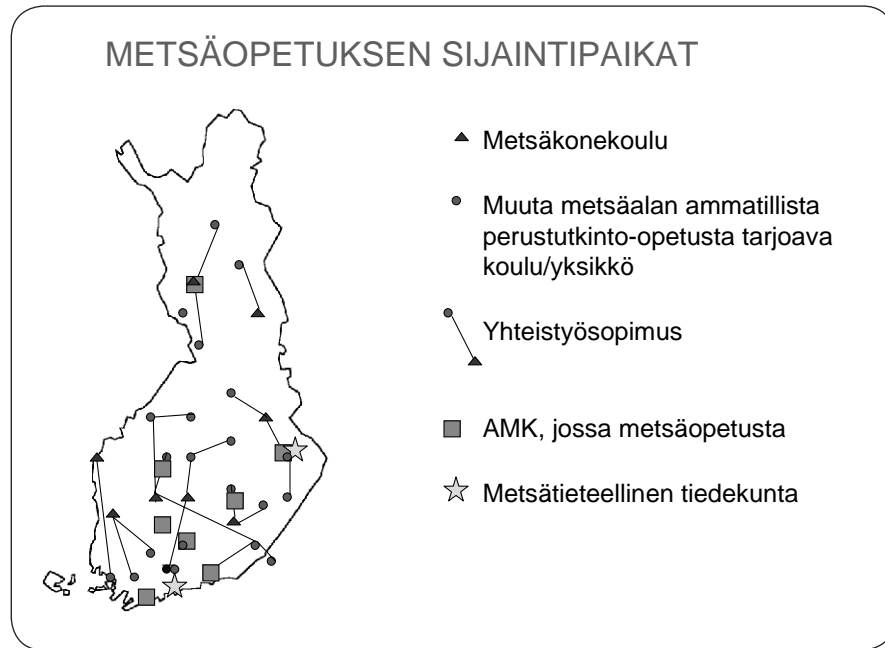 METSÄOPETUKSEN SIJAINTIPAIKAT
Metsäkonekoulu
Muuta metsäalan ammatillista
perustutkinto-opetusta tarjoava
koulu/yksikkö
Yhteistyösopimus
AMK, jossa metsäopetusta
Metsätieteellinen tiedekunta